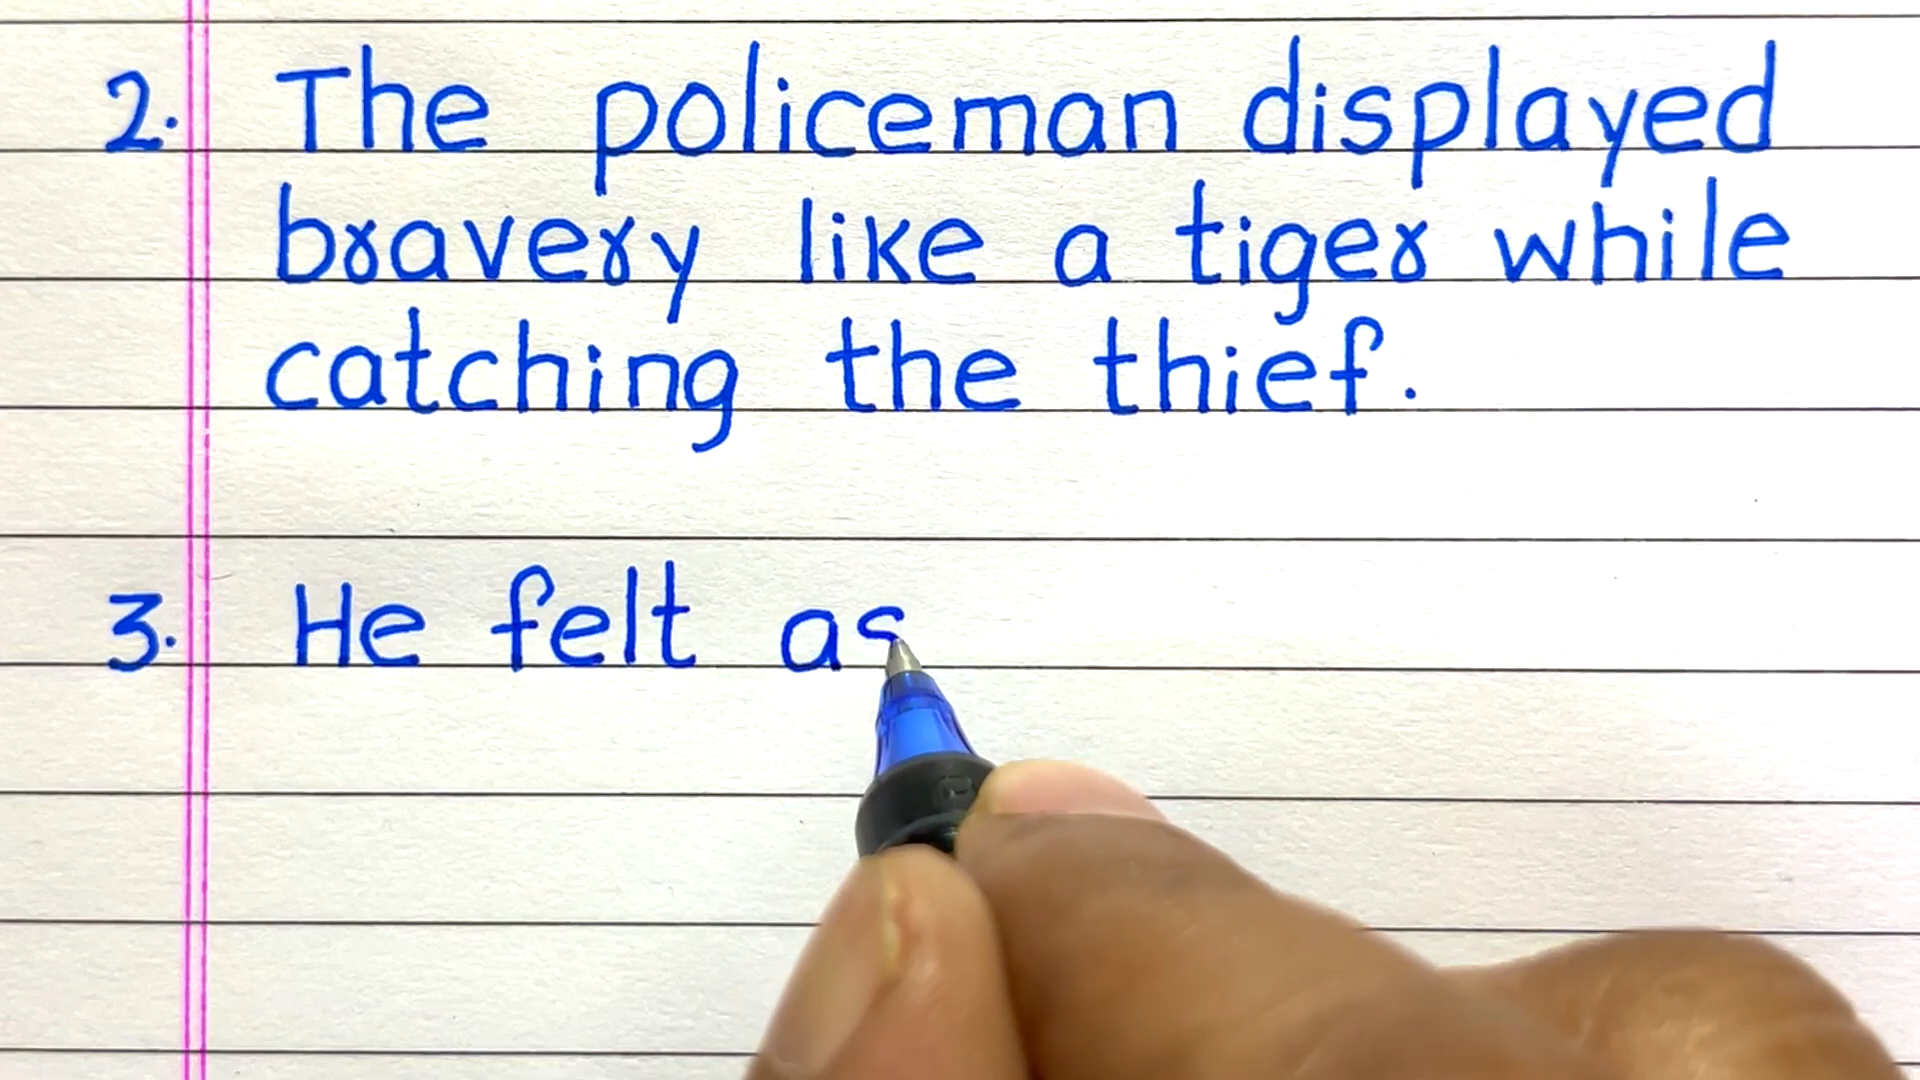 2. The policeman displayed
bravery like a tiger while
catching the thief.
3. He felt as